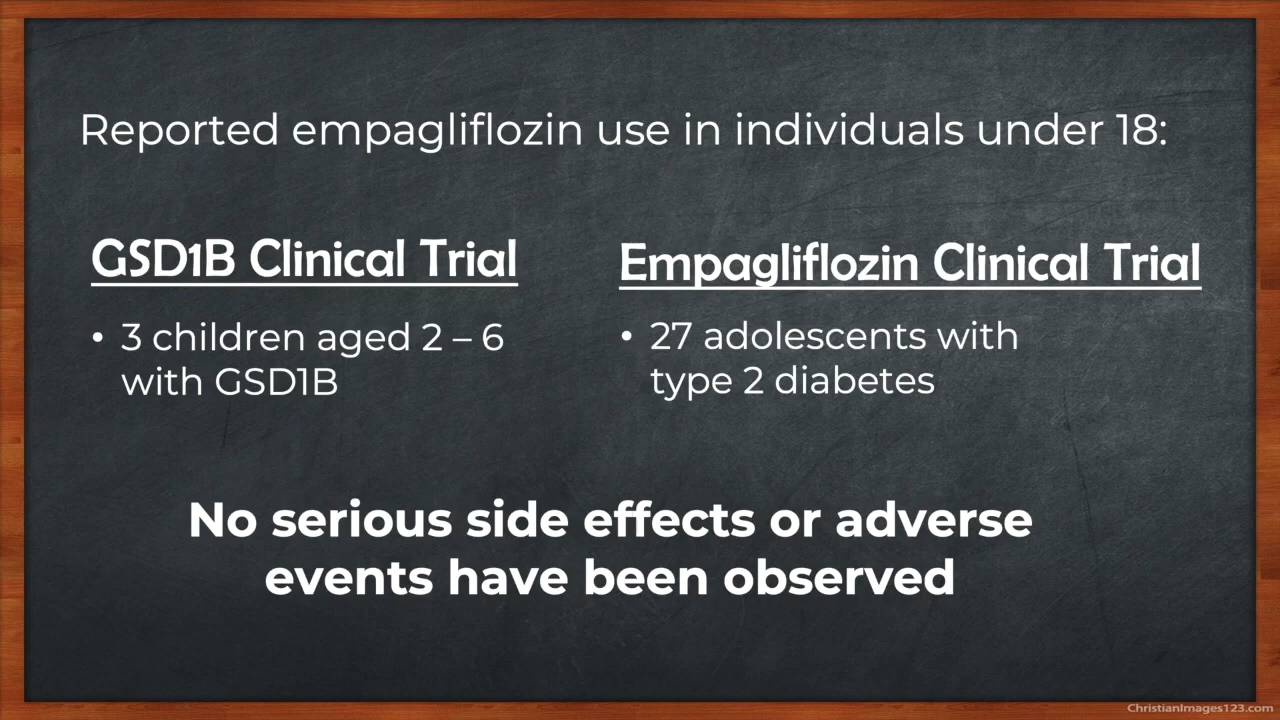 Reported empagliflozin use in individuals under 18:
GSD1B Clinical Trial
• 3 children aged 2 – 6
with GSD1B
Empagliflozin Clinical Trial
• 27 adolescents with
type 2 diabetes
No serious side effects or adverse
events have been observed
ChristianImages123.com